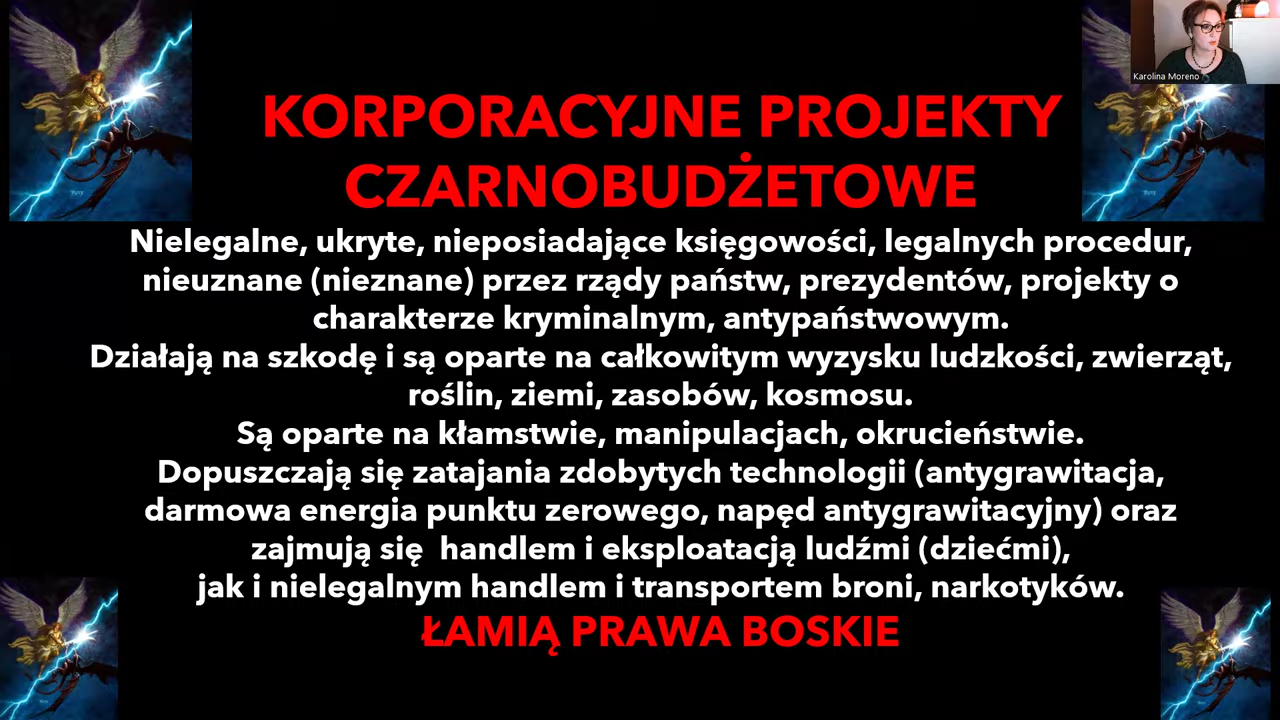 Karolina Moreno
KORPORACYJNE PROJEKTY
CZARNOBUDŻETOWE
Nielegalne, ukryte, nieposiadające księgowości, legalnych procedur,
nieuznane (nieznane) przez rządy państw, prezydentów, projekty o
charakterze kryminalnym, antypaństwowym.
Działają na szkodę i są oparte na całkowitym wyzysku ludzkości, zwierząt,
roślin, ziemi, zasobów, kosmosu.
Są oparte na kłamstwie, manipulacjach, okrucieństwie.
Dopuszczają się zatajania zdobytych technologii (antygrawitacja,
darmowa energia punktu zerowego, napęd antygrawitacyjny) oraz
zajmują się  handlem i eksploatacją ludźmi (dziećmi),
jak i nielegalnym handlem i transportem broni, narkotyków.
ŁAMIĄ PRAWA BOSKIE